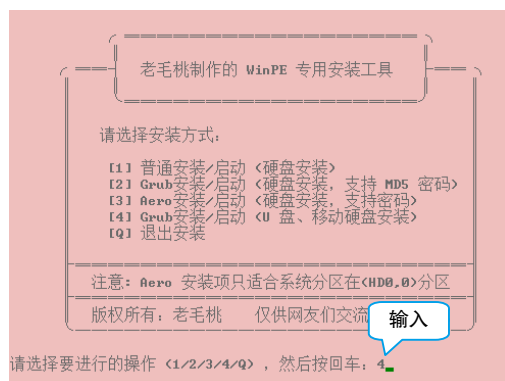 老毛桃制作的 WinPE 专用安装工具
请选择安装方式:
[1] 普通安装/启动 (硬盘安装)
[2] Grub安装/启动 (硬盘安装, 支持 MD5 密码)
[3] Aero安装/启动 (硬盘安装, 支持密码)
[4] Grub安装/启动 (U 盘、移动硬盘安装)
[Q] 退出安装
注意: Aero 安装项只适合系统分区在(HD0,0)分区
版权所有: 老毛桃 仅供网友们交流
输入
请选择要进行的操作 (1/2/3/4/Q) , 然后按回车: 4